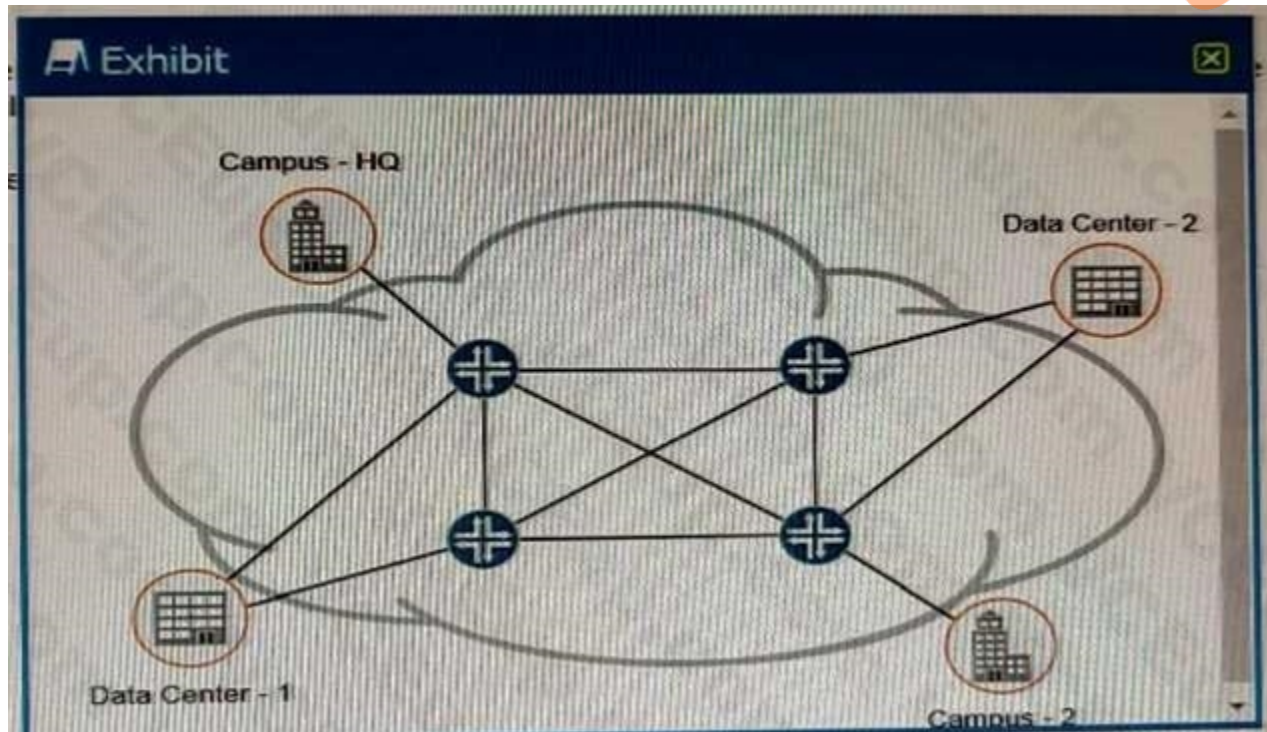 Exhibit
Campus - HQ
Data Center - 2
Data Center - 1
Campus - 2